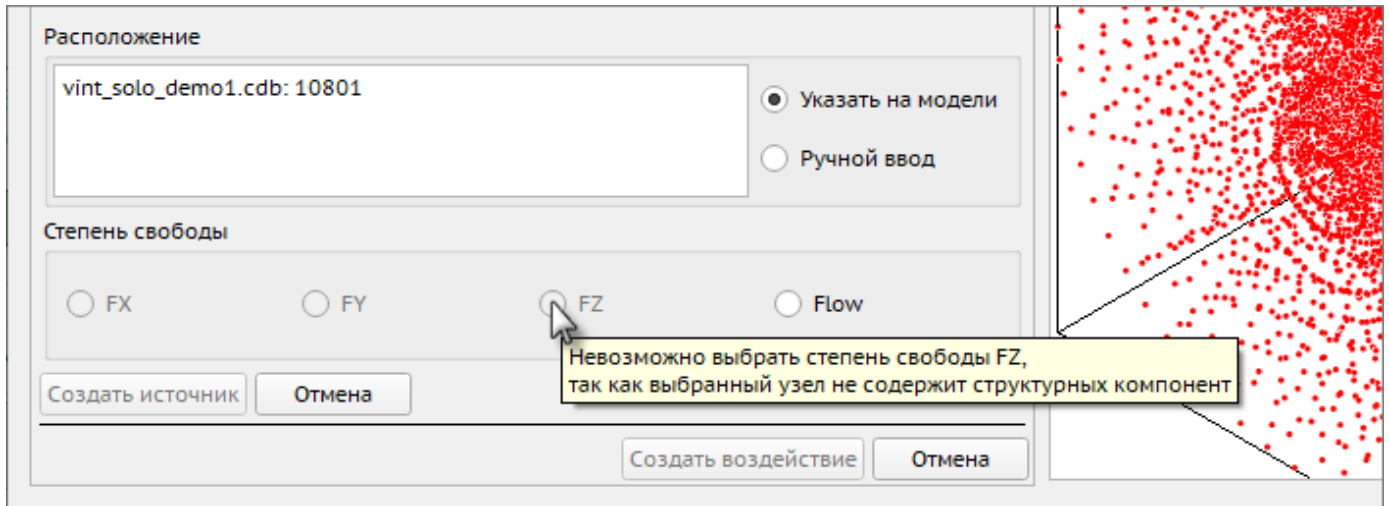 Расположение
vint_solo_demo1.cdb: 10801
Указать на модели
Ручной ввод
Степень свободы
FX
FY
FZ
Flow
Невозможно выбрать степень свободы FZ,
так как выбранный узел не содержит структурных компонент
Создать источник
Отмена
Создать воздействие
Отмена